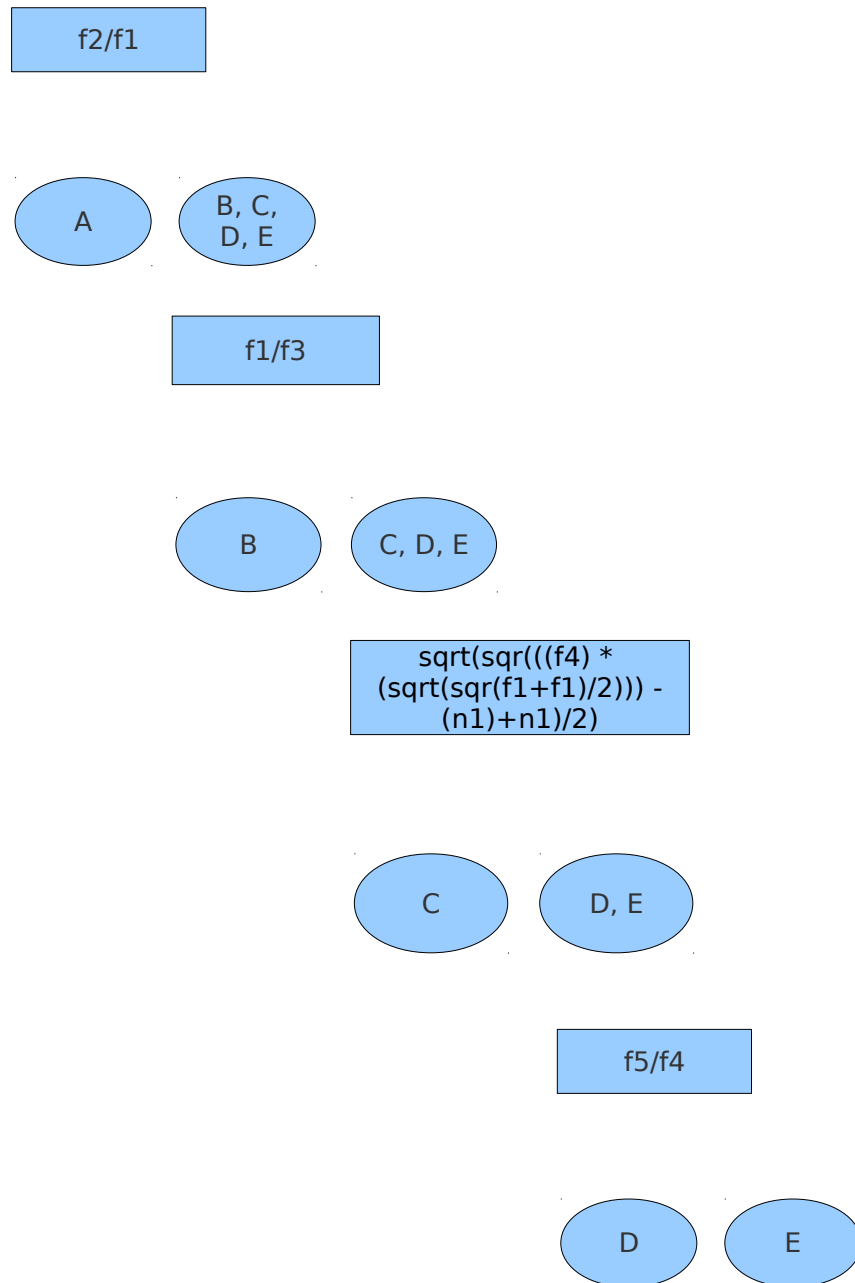 f2/f1
A
B, C,
D, E
f1/f3
B
C, D, E
sqrt(sqr(((f4) *
(sqrt(sqr(f1+f1)/2))) -
(n1)+n1)/2)
C
D, E
f5/f4
D
E